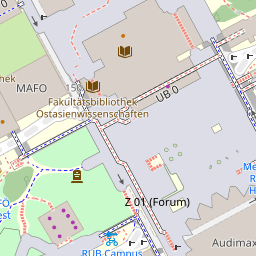 UB 0
150
MAFO
Fakultätsbibliothek
Ostasienwissenschaften
Z 01 (Forum)
Audimax
RUB Campus